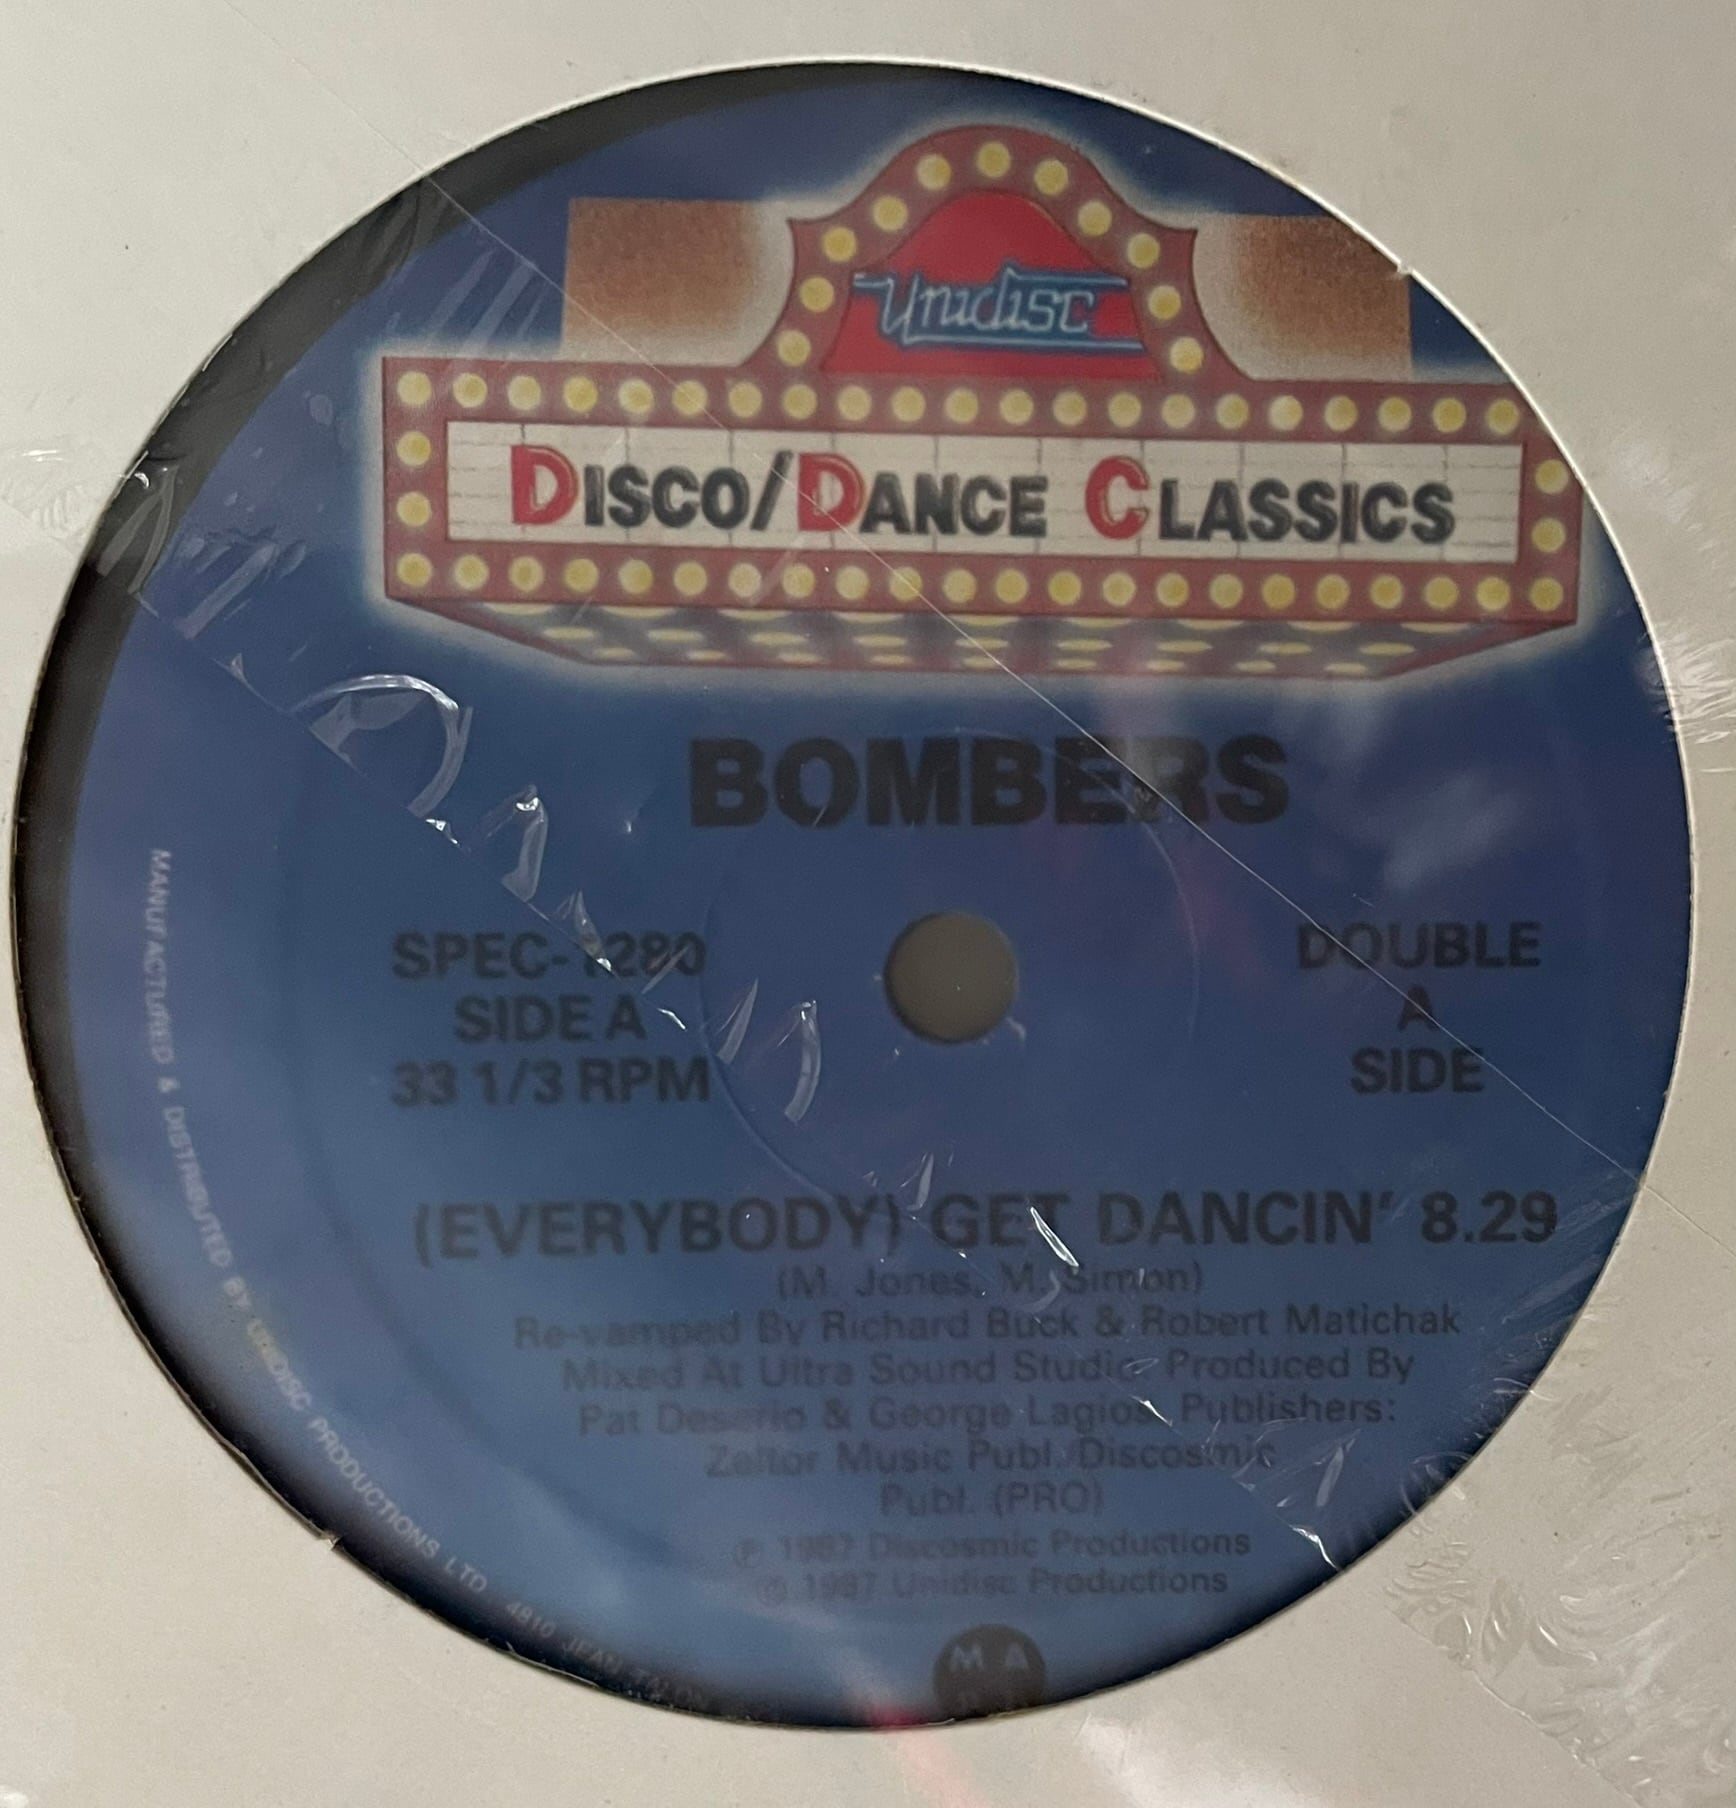 Unidisc
DISCO/DANCE CLASSICS
BOMBERS
SPEC-1280
SIDE A
33 1/3 RPM
DOUBLE
A
SIDE
(EVERYBODY) GET DANCIN' 8.29
(M. Jones, M. Simon)
Re-vamped By Richard Buck & Robert Matichak
Mixed At Ultra Sound Studio, Produced By
Pat Deserio & George Lagios, Publishers:
Zeltor Music Publ. Discosmic
Publ. (PRO)
℗ 1987 Discosmic Productions
© 1987 Unidisc Productions
MANUFACTURED & DISTRIBUTED BY UNIDISC PRODUCTIONS LTD. 4810 JEAN TALON
M A